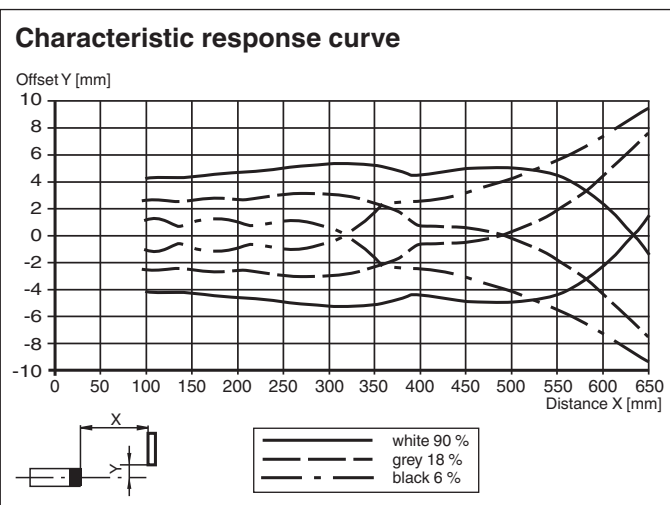 Characteristic response curve
Offset Y [mm]
10
8
6
4
2
0
-2
-4
-6
-8
-10
0 50 100 150 200 250 300 350 400 450 500 550 600 650
Distance X [mm]
X
Y
white 90 %
grey 18 %
black 6 %